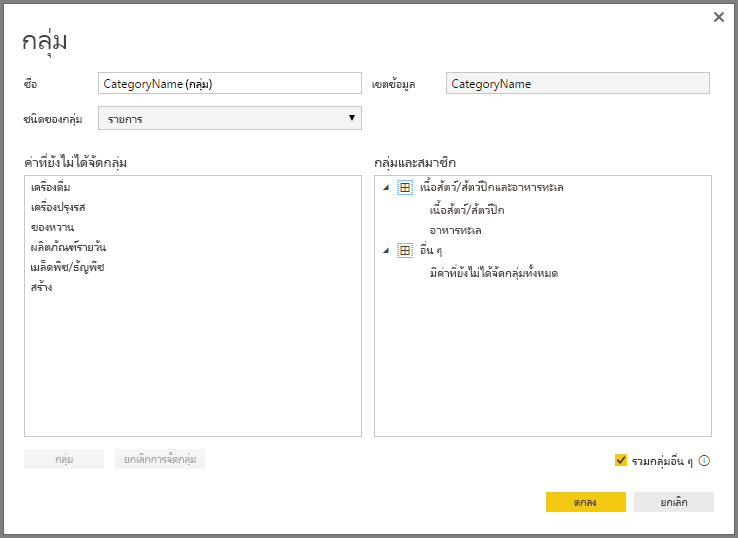 กลุ่ม
ชื่อ CategoryName (กลุ่ม) เขตข้อมูล CategoryName
ชนิดของกลุ่ม รายการ
ค่าที่ยังไม่ได้จัดกลุ่ม
เครื่องดื่ม
เครื่องปรุงรส
ของหวาน
ผลิตภัณฑ์รายวัน
เมล็ดพืช/ธัญพืช
สร้าง
กลุ่มและสมาชิก
เนื้อสัตว์/สัตว์ปีกและอาหารทะเล
เนื้อสัตว์/สัตว์ปีก
อาหารทะเล
อื่น ๆ
มีค่าที่ยังไม่ได้จัดกลุ่มทั้งหมด
กลุ่ม ยกเลิกการจัดกลุ่ม รวมกลุ่มอื่น ๆ
ตกลง ยกเลิก